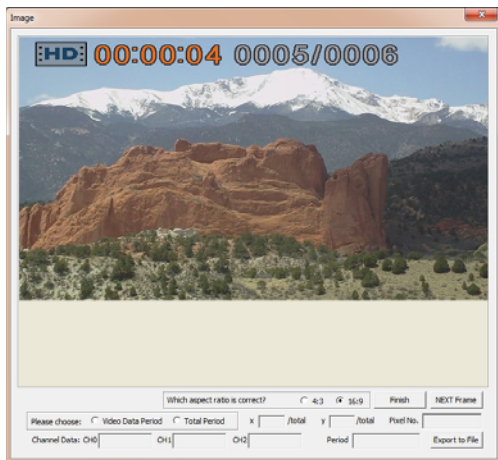 Image
HD 00:00:04 0005/0006
Which aspect ratio is correct? 4:3 16:9 Finish NEXT Frame
Please choose: Video Data Period Total Period x /total y /total Pixel No.
Channel Data: CH0 CH1 CH2 Period Export to File